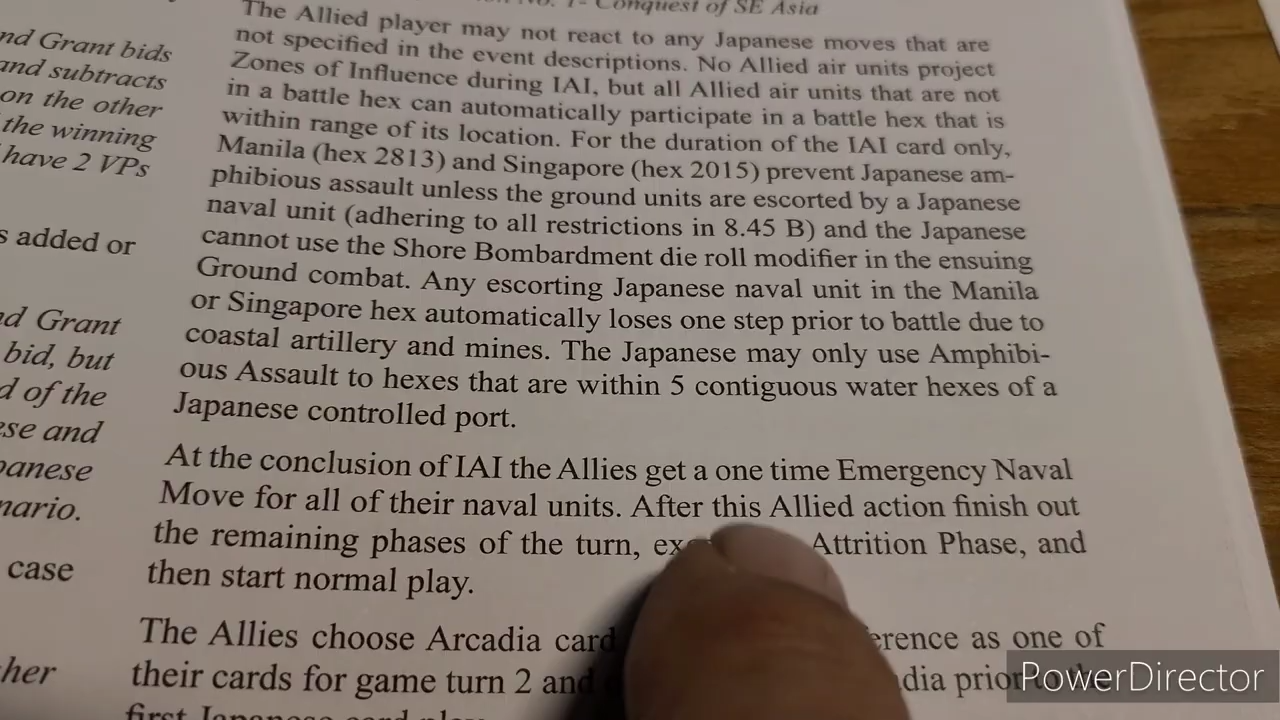 Conquest of SE Asia
The Allied player may not react to any Japanese moves that are
not specified in the event descriptions. No Allied air units project
Zones of Influence during IAI, but all Allied air units that are not
in a battle hex can automatically participate in a battle hex that is
within range of its location. For the duration of the IAI card only,
Manila (hex 2813) and Singapore (hex 2015) prevent Japanese am-
phibious assault unless the ground units are escorted by a Japanese
naval unit (adhering to all restrictions in 8.45 B) and the Japanese
cannot use the Shore Bombardment die roll modifier in the ensuing
Ground combat. Any escorting Japanese naval unit in the Manila
or Singapore hex automatically loses one step prior to battle due to
coastal artillery and mines. The Japanese may only use Amphibi-
ous Assault to hexes that are within 5 contiguous water hexes of a
Japanese controlled port.
At the conclusion of IAI the Allies get a one time Emergency Naval
Move for all of their naval units. After this Allied action finish out
the remaining phases of the turn, Attrition Phase, and
then start normal play.
The Allies choose Arcadia card as one of
their cards for game turn 2 and prior
first Japanese card play
nd Grant bids
and subtracts
on the other
the winning
have 2 VPs
s added or
nd Grant
bid, but
d of the
ese and
panese
nario.
case
her
PowerDirector